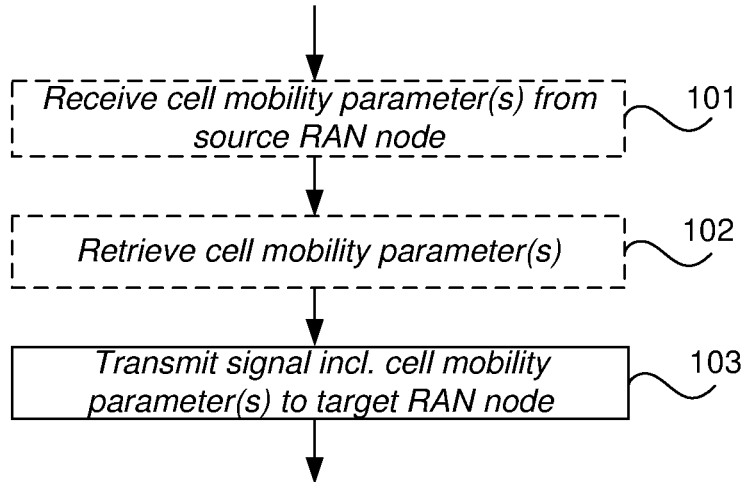 Receive cell mobility parameter(s) from
source RAN node
101
Retrieve cell mobility parameter(s)
102
Transmit signal incl. cell mobility
parameter(s) to target RAN node
103